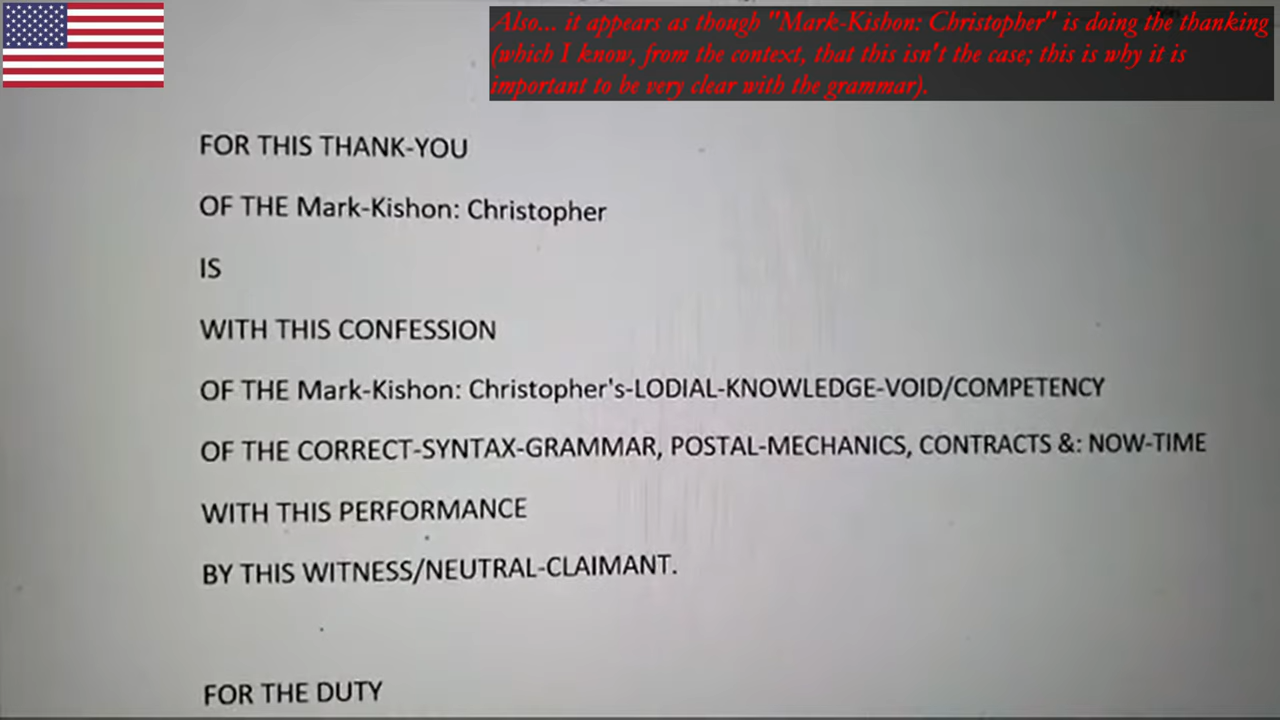 Also... it appears as though "Mark-Kishon: Christopher" is doing the thanking
(which I know, from the context, that this isn't the case; this is why it is
important to be very clear with the grammar).
FOR THIS THANK-YOU
OF THE Mark-Kishon: Christopher
IS
WITH THIS CONFESSION
OF THE Mark-Kishon: Christopher's-LODIAL-KNOWLEDGE-VOID/COMPETENCY
OF THE CORRECT-SYNTAX-GRAMMAR, POSTAL-MECHANICS, CONTRACTS &: NOW-TIME
WITH THIS PERFORMANCE
BY THIS WITNESS/NEUTRAL-CLAIMANT.
FOR THE DUTY